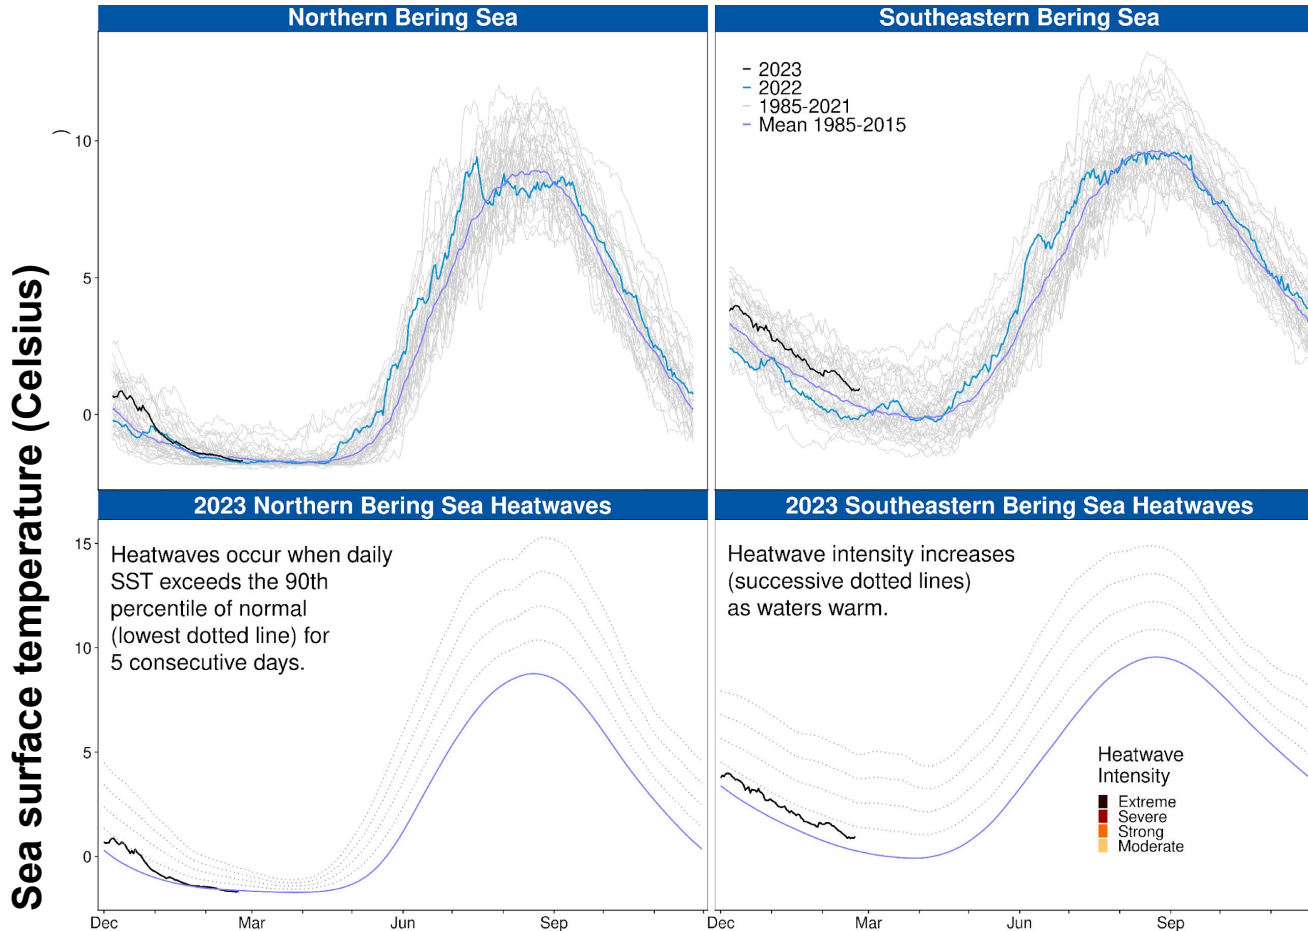 Northern Bering Sea
Southeastern Bering Sea
2023
2022
1985-2021
Mean 1985-2015
)
10
5
0
Sea surface temperature (Celsius)
2023 Northern Bering Sea Heatwaves
2023 Southeastern Bering Sea Heatwaves
Heatwaves occur when daily
SST exceeds the 90th
percentile of normal
(lowest dotted line) for
5 consecutive days.
Heatwave intensity increases
(successive dotted lines)
as waters warm.
15
10
5
0
Heatwave
Intensity
Extreme
Severe
Strong
Moderate
Dec Mar Jun Sep
Dec Mar Jun Sep